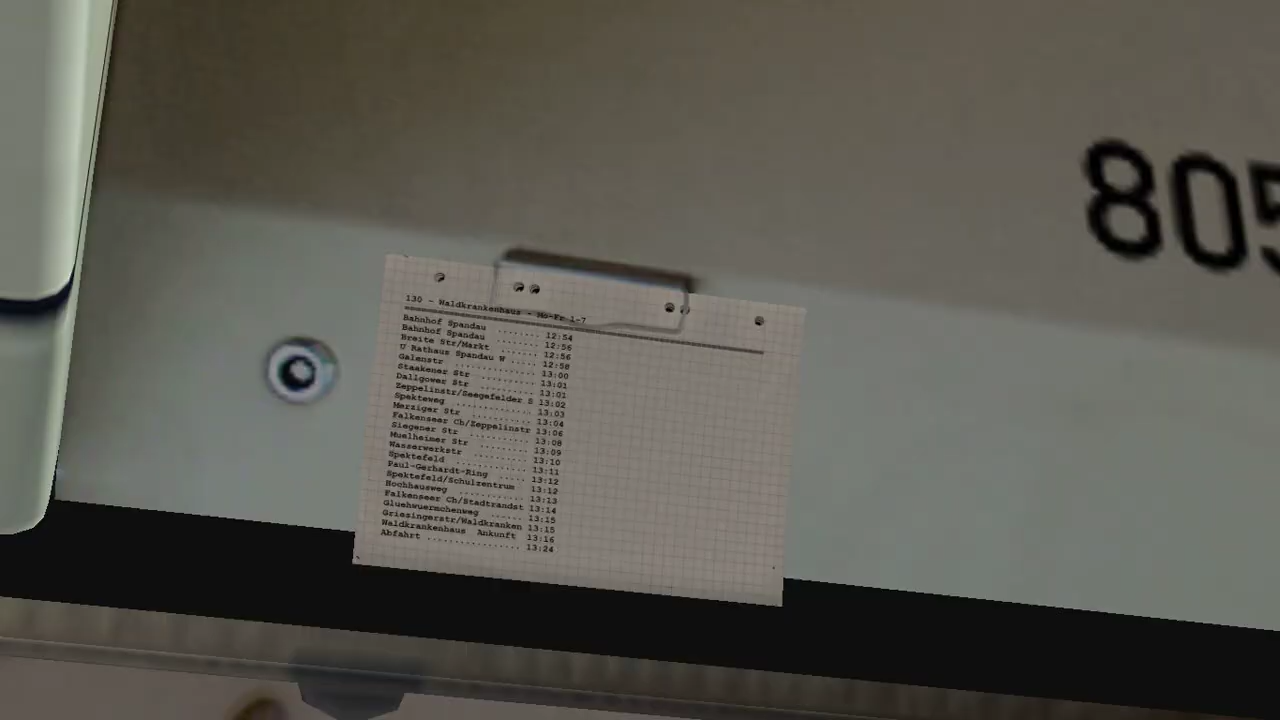 805
130 - Waldkrankenhaus - Mo-Fr 1-7
Bahnhof Spandau ........ 12:54
Bahnhof Spandau ........ 12:56
Breite Str/Markt ....... 12:56
U Rathaus Spandau W ..... 12:58
Galenstr ............... 13:00
Staakener Str .......... 13:01
Dallgower Str .......... 13:01
Zeppelinstr/Seegefelder S 13:02
Spekteweg .............. 13:03
Merziger Str ........... 13:04
Falkenseer Ch/Zeppelinstr 13:06
Siegener Str ........... 13:08
Muelheimer Str ......... 13:09
Wasserwerkstr .......... 13:10
Spektefeld ............. 13:11
Paul-Gerhardt-Ring ..... 13:12
Spektefeld/Schulzentrum 13:12
Hochhausweg ............ 13:13
Falkenseer Ch/Stadtrandst 13:14
Gluehwuermchenweg ...... 13:15
Griesingerstr/Waldkranken 13:15
Waldkrankenhaus Ankunft 13:16
Abfahrt ................ 13:24